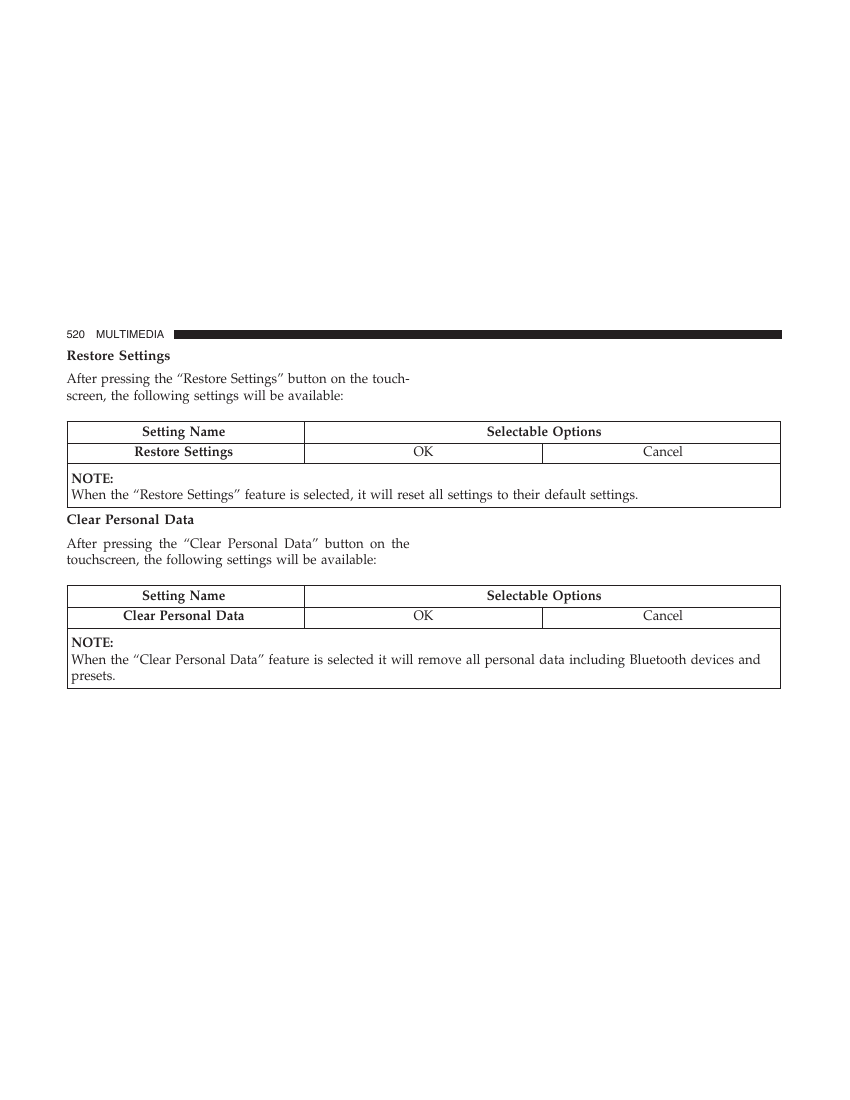 520 MULTIMEDIA
Restore Settings
After pressing the “Restore Settings” button on the touch-
screen, the following settings will be available:
Setting Name Selectable Options
Restore Settings OK Cancel
NOTE:
When the “Restore Settings” feature is selected, it will reset all settings to their default settings.
Clear Personal Data
After pressing the “Clear Personal Data” button on the
touchscreen, the following settings will be available:
Setting Name Selectable Options
Clear Personal Data OK Cancel
NOTE:
When the “Clear Personal Data” feature is selected it will remove all personal data including Bluetooth devices and
presets.